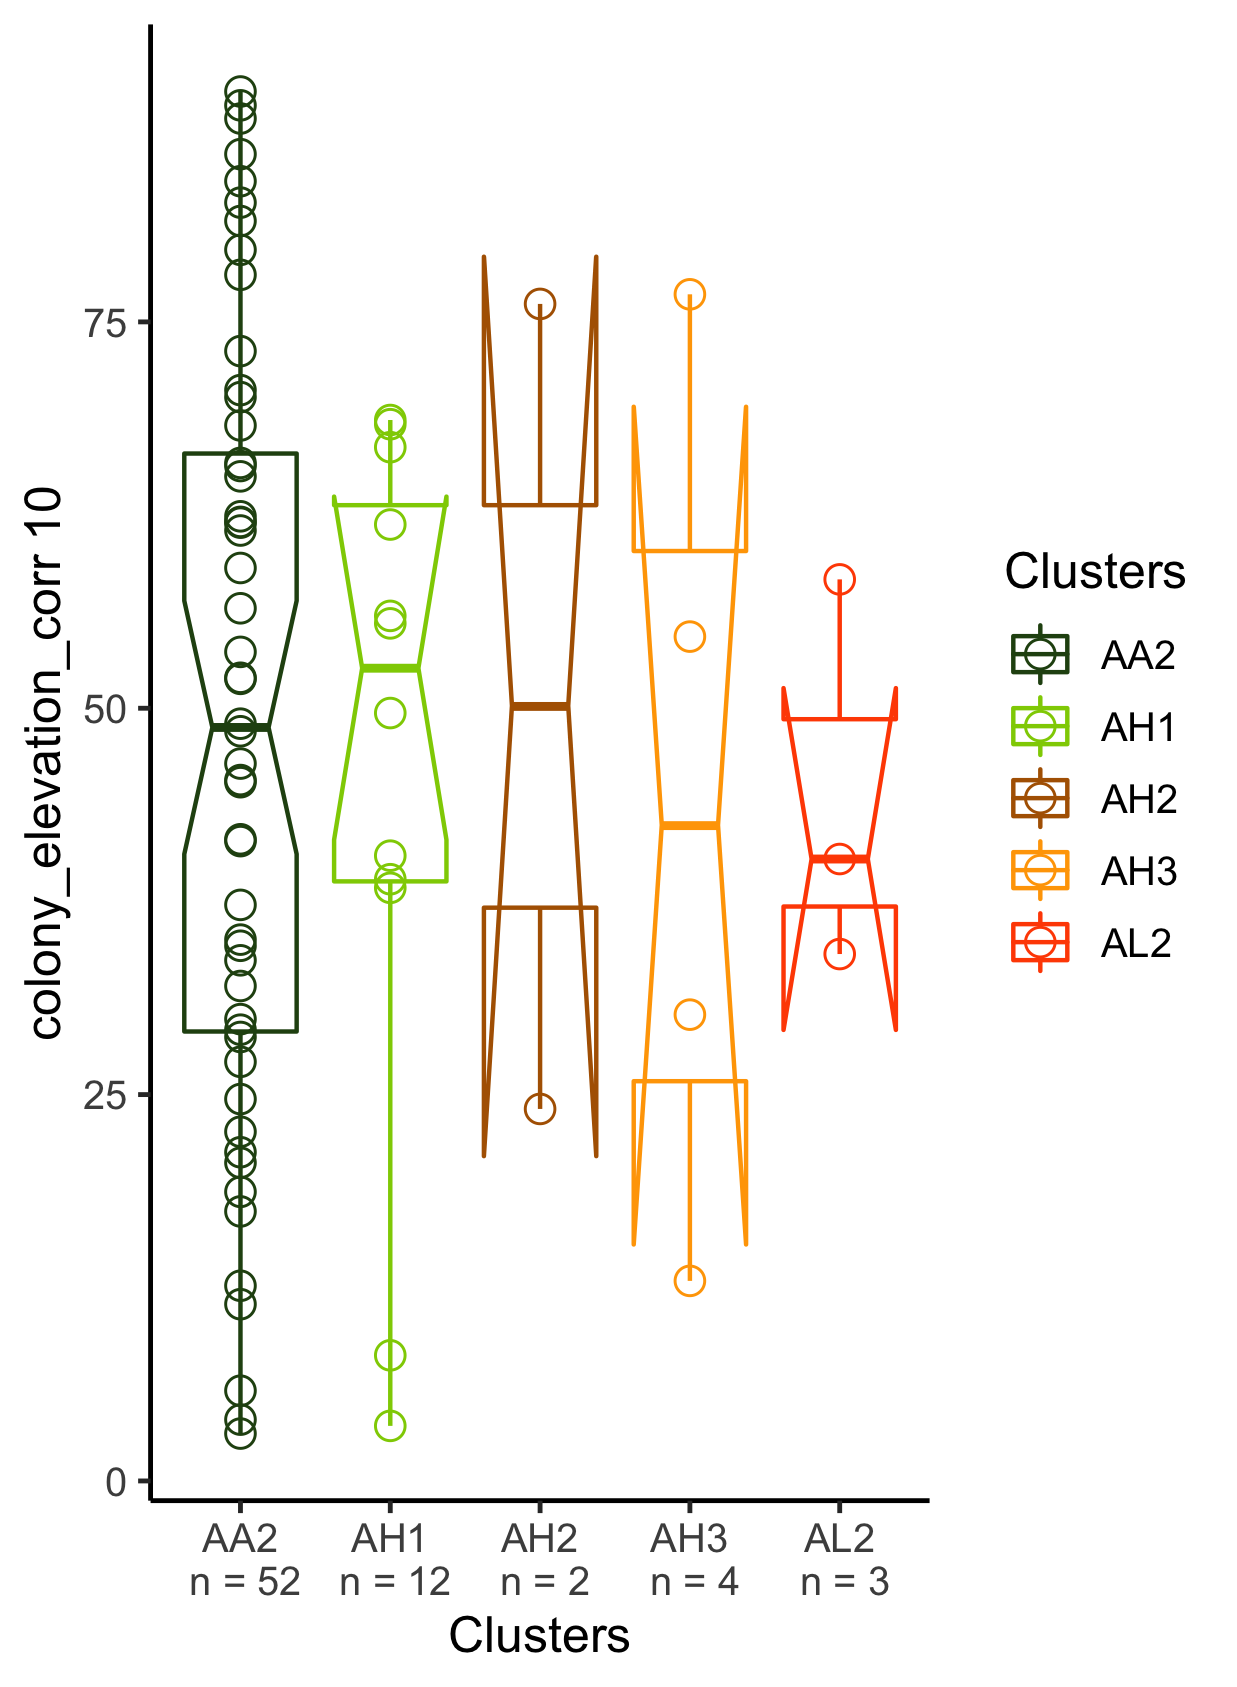 colony_elevation_corr 10
75
50
25
0
AA2 AH1 AH2 AH3 AL2
n = 52 n = 12 n = 2 n = 4 n = 3
Clusters
Clusters
AA2
AH1
AH2
AH3
AL2